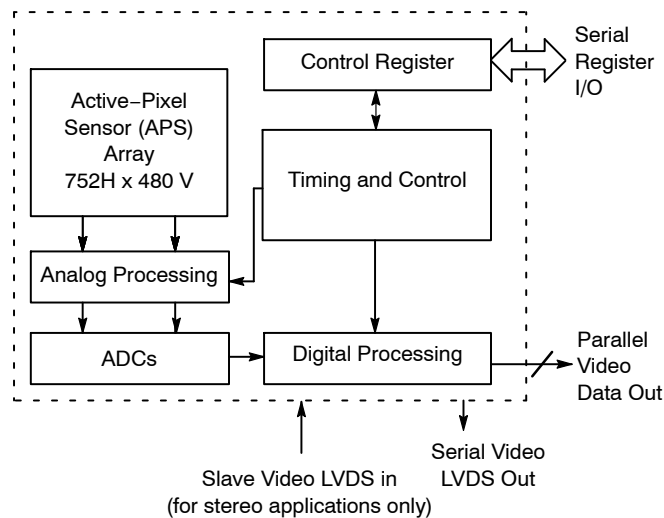 Control Register
Serial
Register
I/O
Active−Pixel
Sensor (APS)
Array
752H x 480 V
Timing and Control
Analog Processing
ADCs
Digital Processing
Parallel
Video
Data Out
Slave Video LVDS in
(for stereo applications only)
Serial Video
LVDS Out